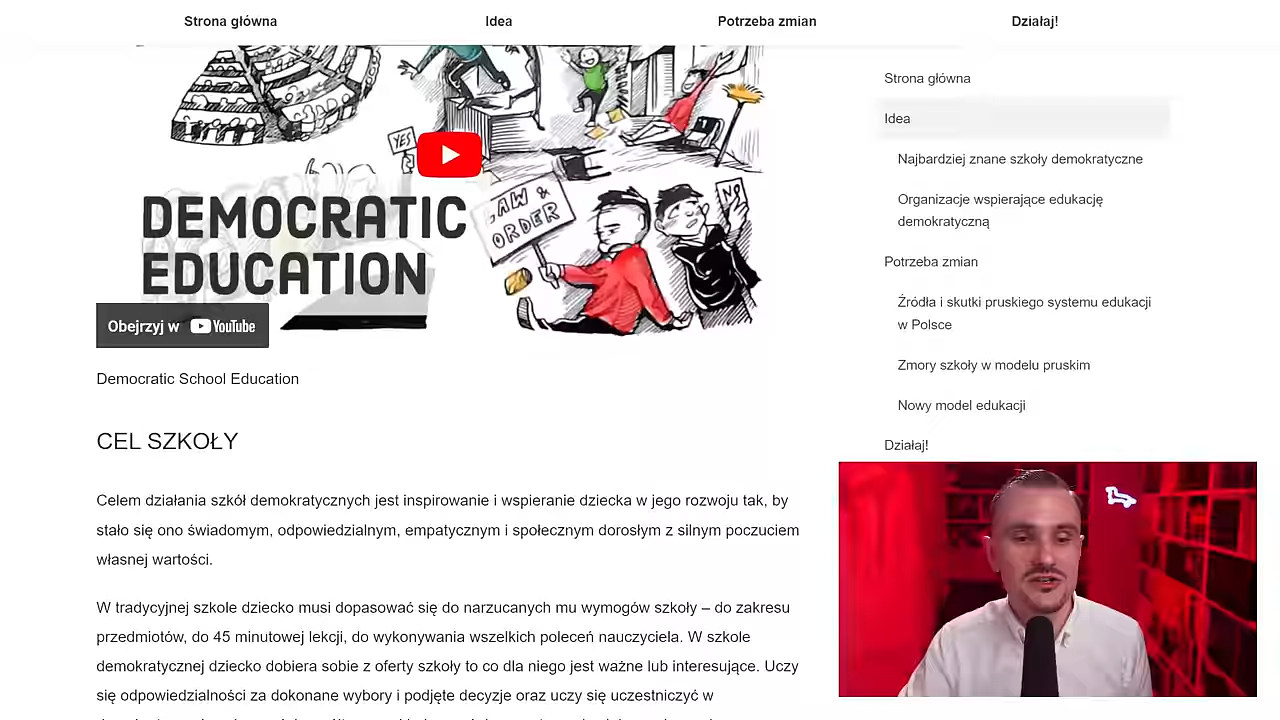 Strona główna
Idea
Potrzeba zmian
Działaj!
YES
LAW &
ORDER
NO
DEMOCRATIC
EDUCATION
Obejrzyj w YouTube
Democratic School Education
CEL SZKOŁY
Celem działania szkół demokratycznych jest inspirowanie i wspieranie dziecka w jego rozwoju tak, by
stało się ono świadomym, odpowiedzialnym, empatycznym i społecznym dorosłym z silnym poczuciem
własnej wartości.
W tradycyjnej szkole dziecko musi dopasować się do narzucanych mu wymogów szkoły – do zakresu
przedmiotów, do 45 minutowej lekcji, do wykonywania wszelkich poleceń nauczyciela. W szkole
demokratycznej dziecko dobiera sobie z oferty szkoły to co dla niego jest ważne lub interesujące. Uczy
się odpowiedzialności za dokonane wybory i podjęte decyzje oraz uczy się uczestniczyć w
Strona główna
Idea
Najbardziej znane szkoły demokratyczne
Organizacje wspierające edukację
demokratyczną
Potrzeba zmian
Źródła i skutki pruskiego systemu edukacji
w Polsce
Zmory szkoły w modelu pruskim
Nowy model edukacji
Działaj!